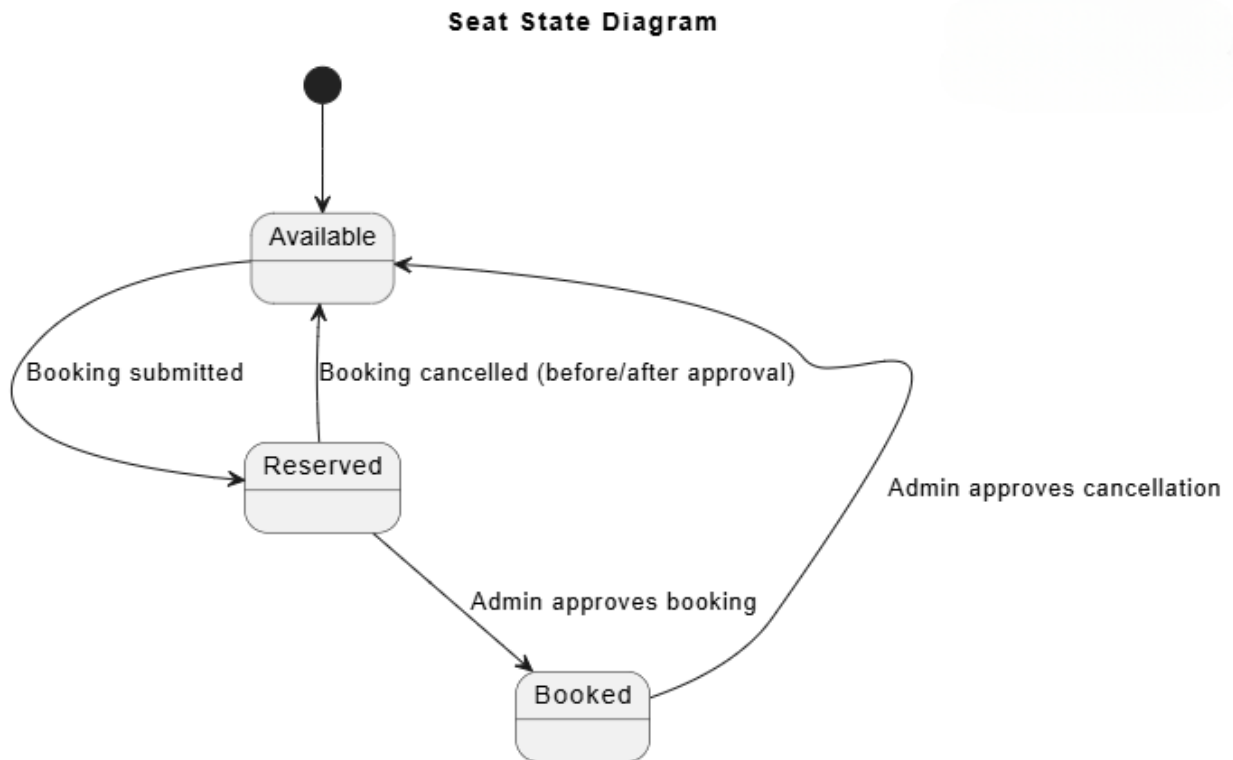 Seat State Diagram
Available
Booking submitted
Booking cancelled (before/after approval)
Reserved
Admin approves cancellation
Admin approves booking
Booked